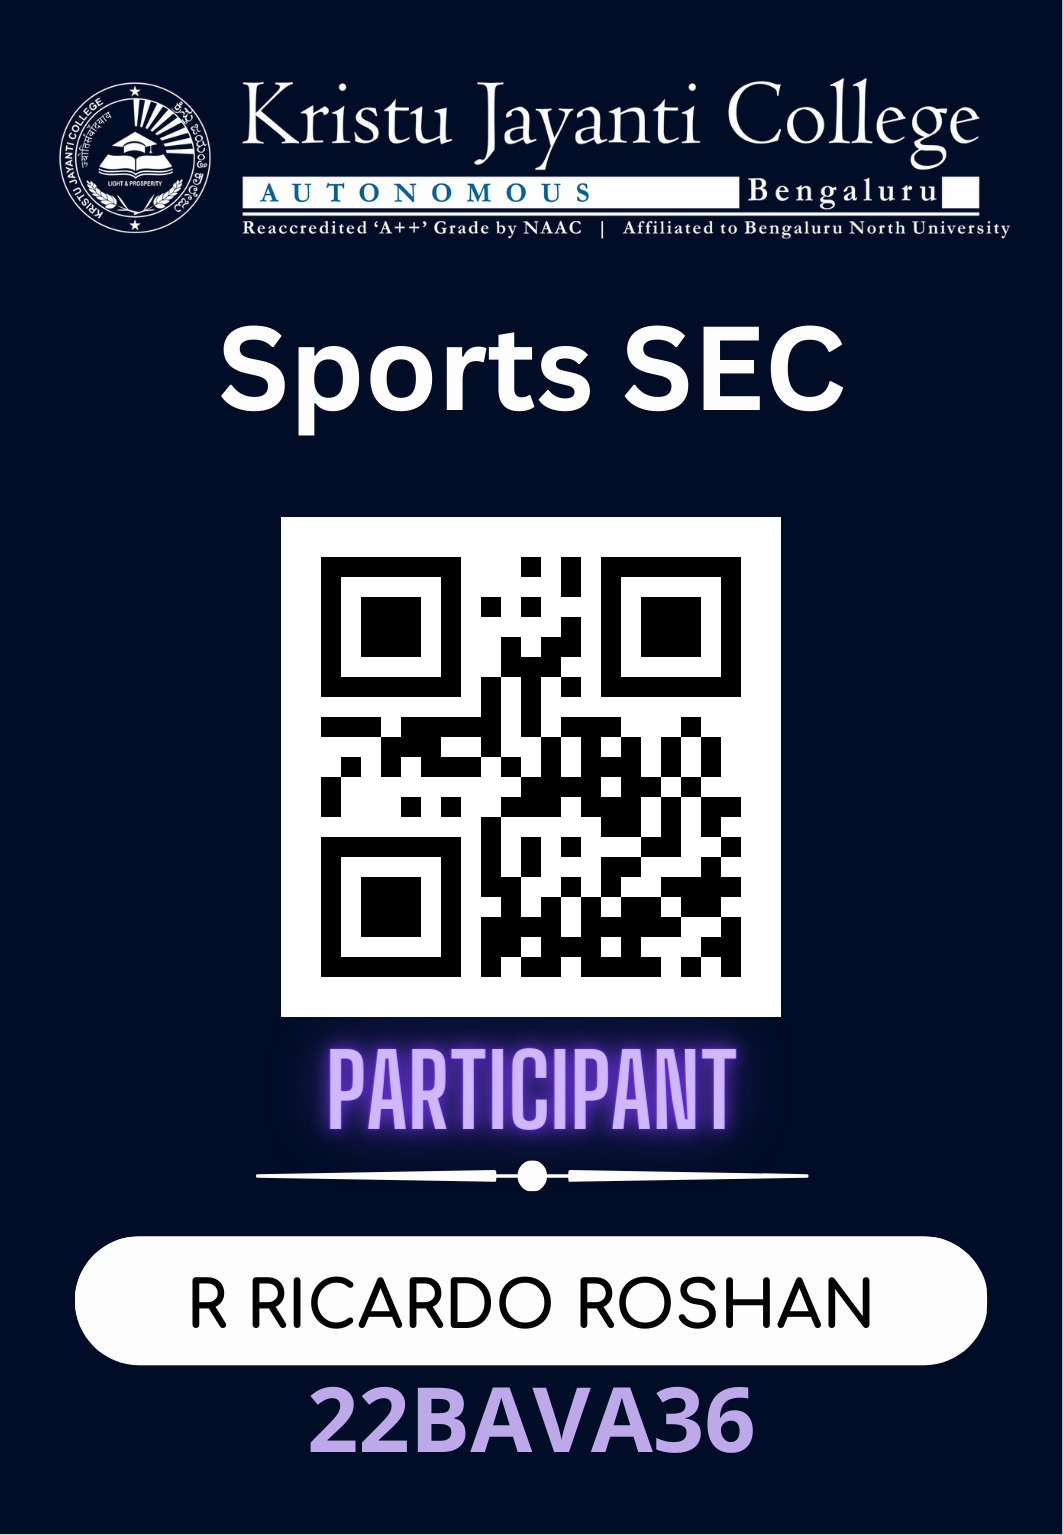 Kristu Jayanti College
AUTONOMOUS Bengaluru
Reaccredited ‘A++’ Grade by NAAC | Affiliated to Bengaluru North University
KRISTU JAYANTI COLLEGE
LIGHT & PROSPERITY
Sports SEC
PARTICIPANT
R RICARDO ROSHAN
22BAVA36